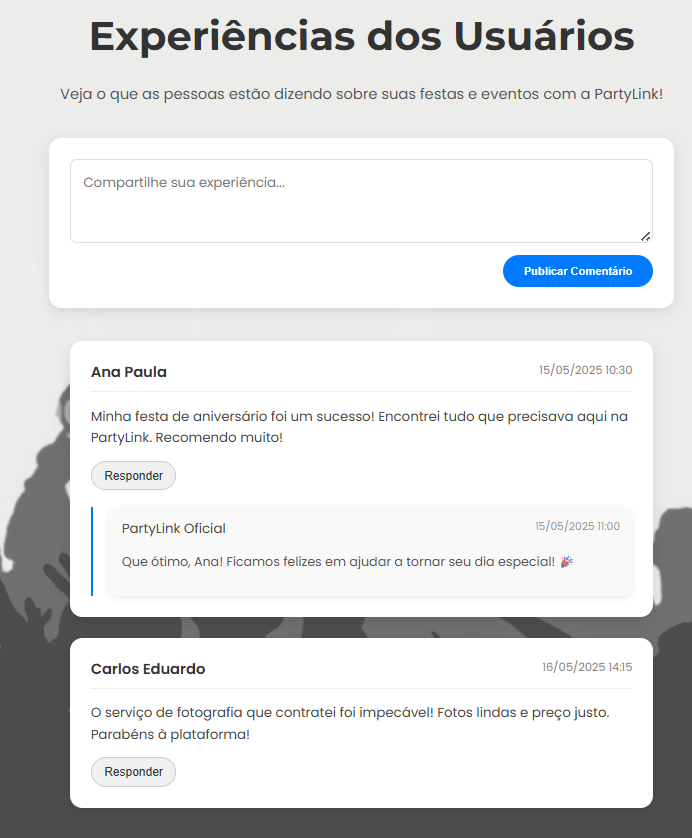 Experiências dos Usuários
Veja o que as pessoas estão dizendo sobre suas festas e eventos com a PartyLink!
Compartilhe sua experiência...
Publicar Comentário
Ana Paula
15/05/2025 10:30
Minha festa de aniversário foi um sucesso! Encontrei tudo que precisava aqui na
PartyLink. Recomendo muito!
Responder
PartyLink Oficial
15/05/2025 11:00
Que ótimo, Ana! Ficamos felizes em ajudar a tornar seu dia especial! 🎉
Carlos Eduardo
16/05/2025 14:15
O serviço de fotografia que contratei foi impecável! Fotos lindas e preço justo.
Parabéns à plataforma!
Responder